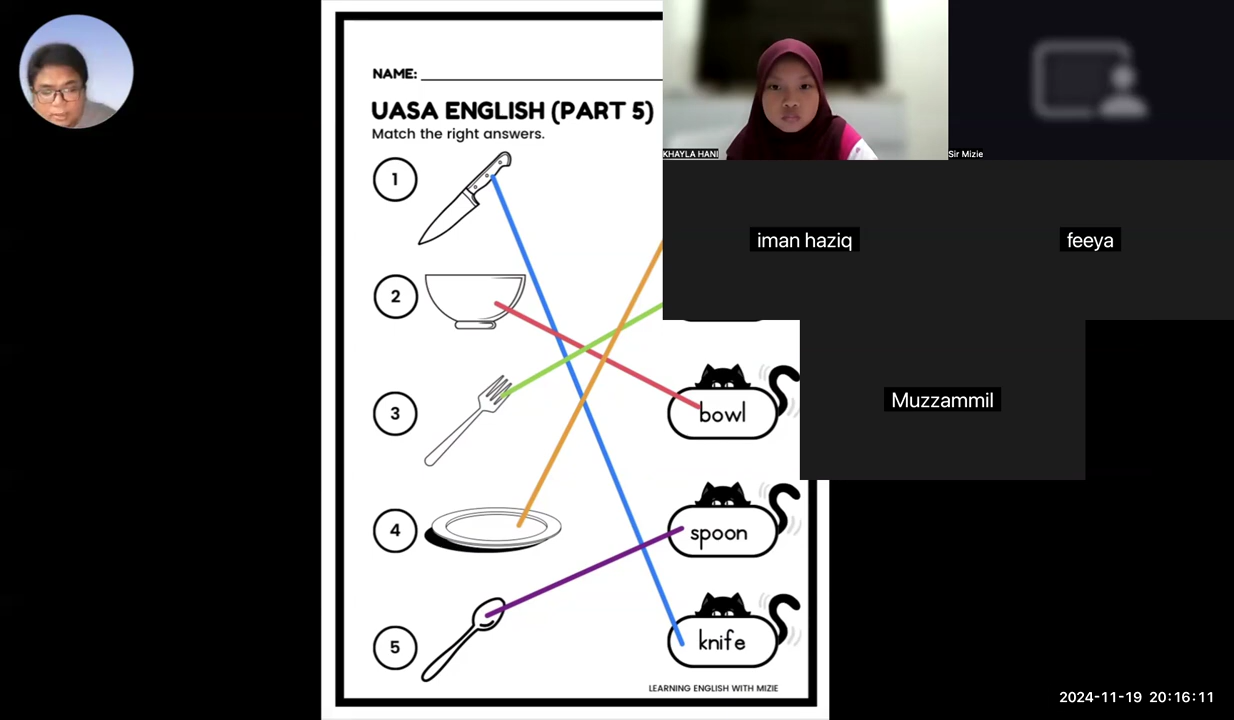 NAME:
UASA ENGLISH (PART 5)
Match the right answers.
1
2
3
4
5
bowl
spoon
knife
LEARNING ENGLISH WITH MIZIE
KHAYLA HANI
Sir Mizie
iman haziq
feeya
Muzzammil
2024-11-19 20:16:11